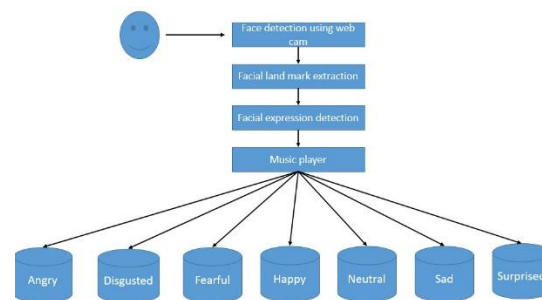 Face detection using web
cam
Facial land mark extraction
Facial expression detection
Music player
Angry
Disgusted
Fearful
Happy
Neutral
Sad
Surprised